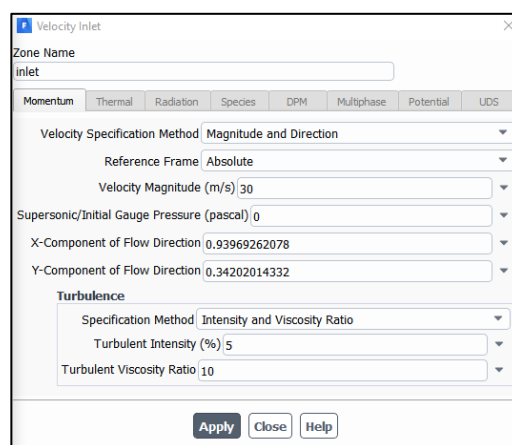 Velocity Inlet
Zone Name
inlet
Momentum Thermal Radiation Species DPM Multiphase Potential UDS
Velocity Specification Method Magnitude and Direction
Reference Frame Absolute
Velocity Magnitude (m/s) 30
Supersonic/Initial Gauge Pressure (pascal) 0
X-Component of Flow Direction 0.93969262078
Y-Component of Flow Direction 0.34202014332
Turbulence
Specification Method Intensity and Viscosity Ratio
Turbulent Intensity (%) 5
Turbulent Viscosity Ratio 10
Apply Close Help